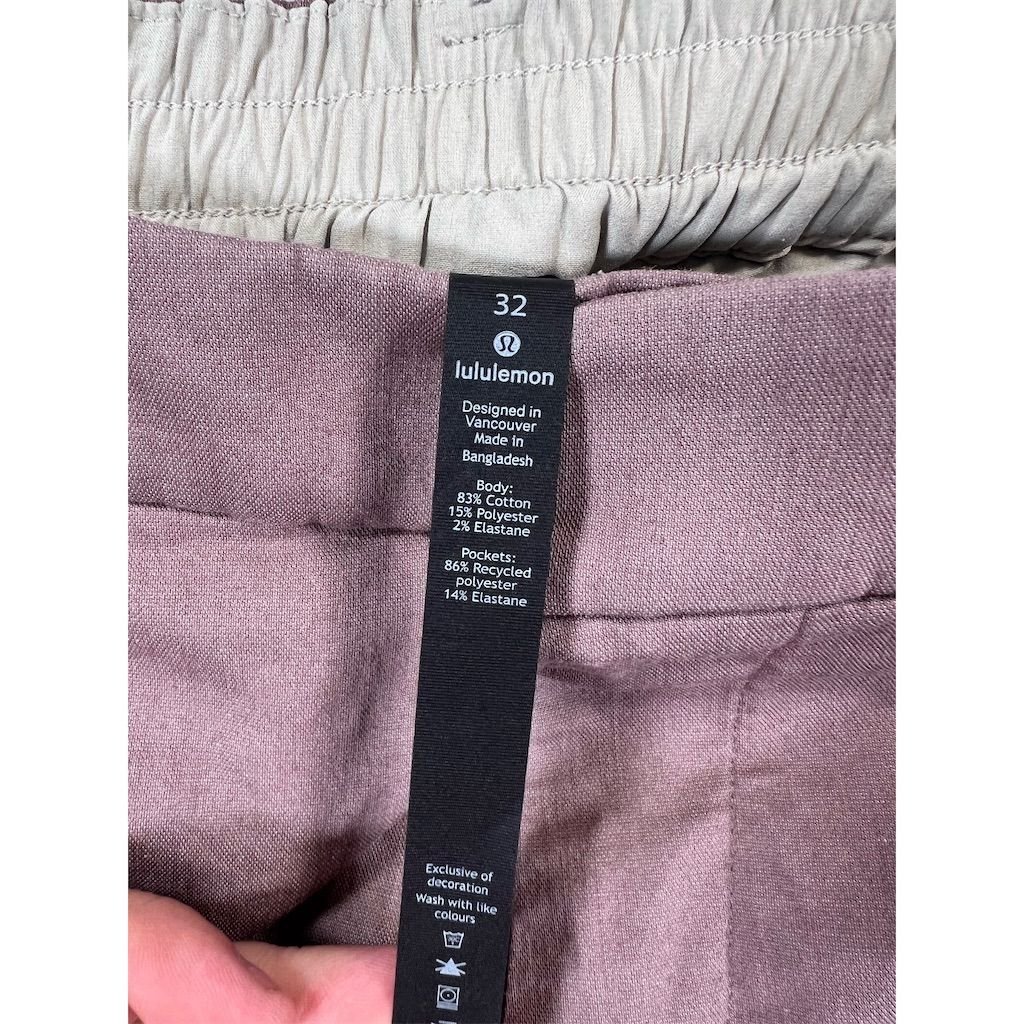 32
lululemon
Designed in
Vancouver
Made in
Bangladesh
Body:
83% Cotton
15% Polyester
2% Elastane
Pockets:
86% Recycled
polyester
14% Elastane
Exclusive of
decoration
Wash with like
colours